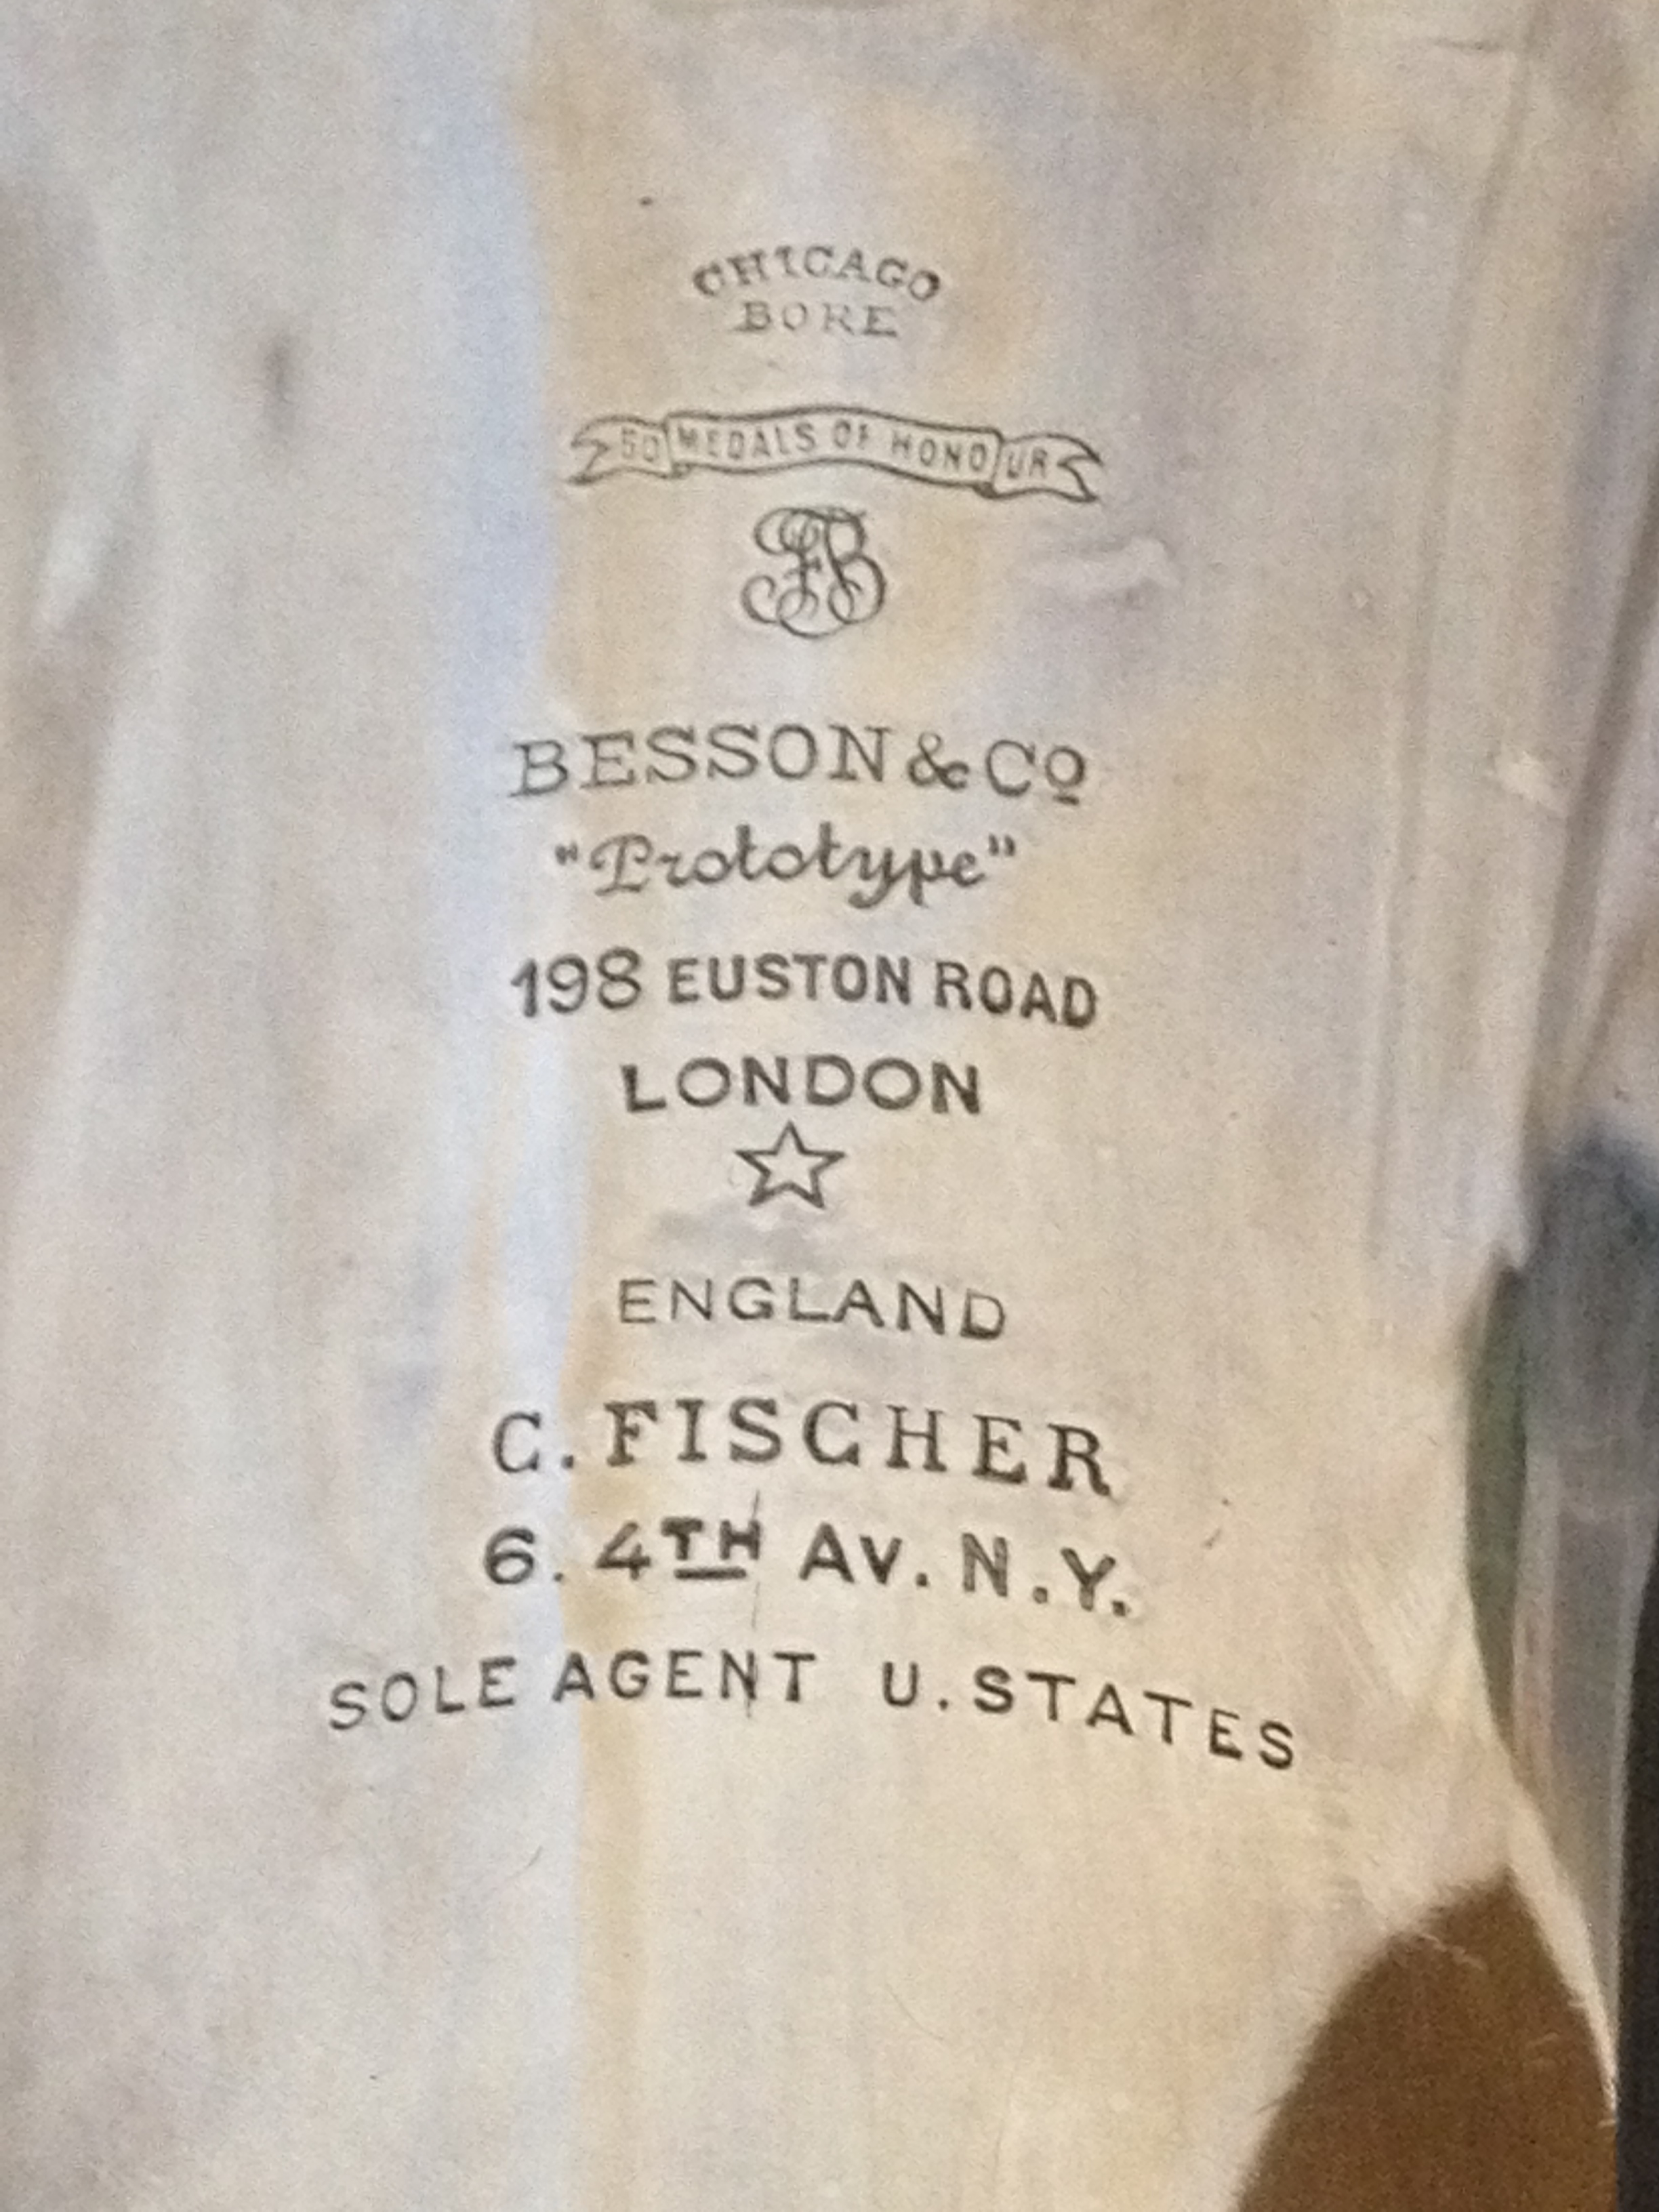 CHICAGO
BORE
50 MEDALS OF HONOUR
FB
BESSON & Co
"Prototype"
198 EUSTON ROAD
LONDON
ENGLAND
C. FISCHER
6. 4TH AV. N.Y.
SOLE AGENT U. STATES